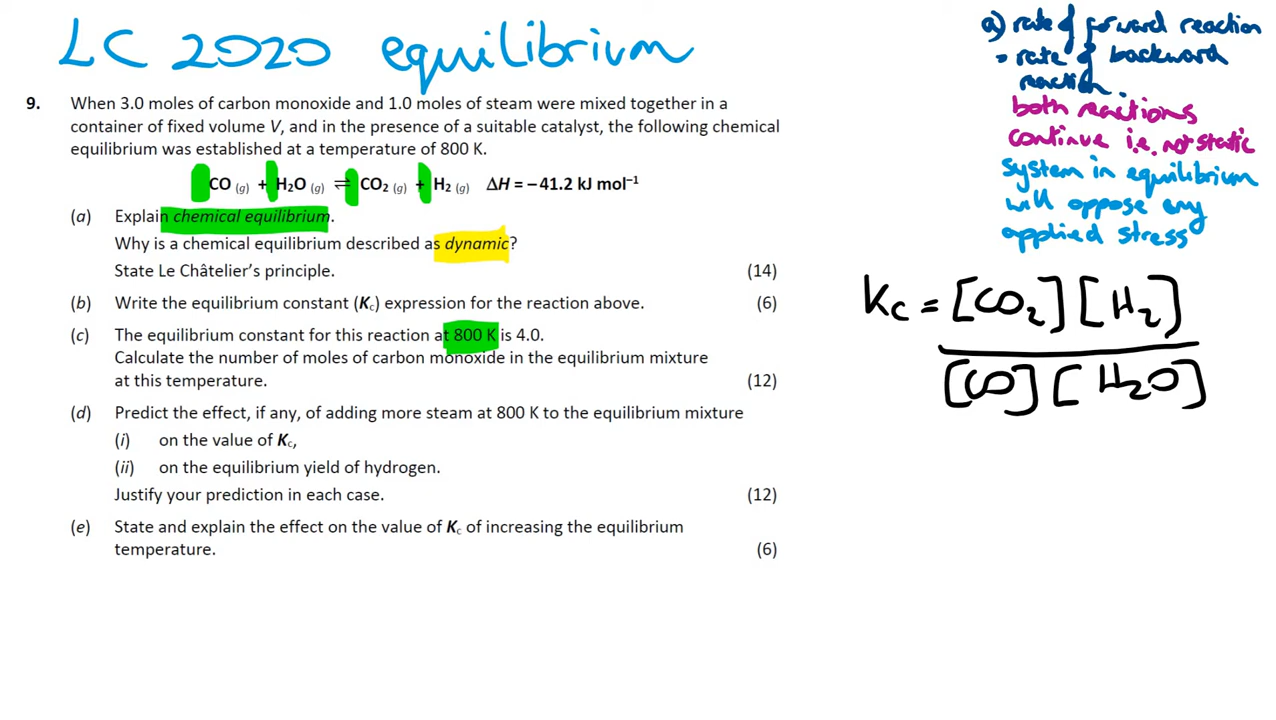 LC 2020 equilibrium
9. When 3.0 moles of carbon monoxide and 1.0 moles of steam were mixed together in a
container of fixed volume V, and in the presence of a suitable catalyst, the following chemical
equilibrium was established at a temperature of 800 K.
CO (g) + H₂O (g) ⇌ CO₂ (g) + H₂ (g) ΔH = −41.2 kJ mol⁻¹
(a) Explain chemical equilibrium.
Why is a chemical equilibrium described as dynamic?
State Le Châtelier's principle. (14)
(b) Write the equilibrium constant (Kc) expression for the reaction above. (6)
(c) The equilibrium constant for this reaction at 800 K is 4.0.
Calculate the number of moles of carbon monoxide in the equilibrium mixture
at this temperature. (12)
(d) Predict the effect, if any, of adding more steam at 800 K to the equilibrium mixture
(i) on the value of Kc,
(ii) on the equilibrium yield of hydrogen.
Justify your prediction in each case. (12)
(e) State and explain the effect on the value of Kc of increasing the equilibrium
temperature. (6)
a) rate of forward reaction
= rate of backward
reaction
both reactions
continue i.e. not static
system in equilibrium
will oppose any
applied stress
Kc = [CO₂][H₂]
[CO][H₂O]